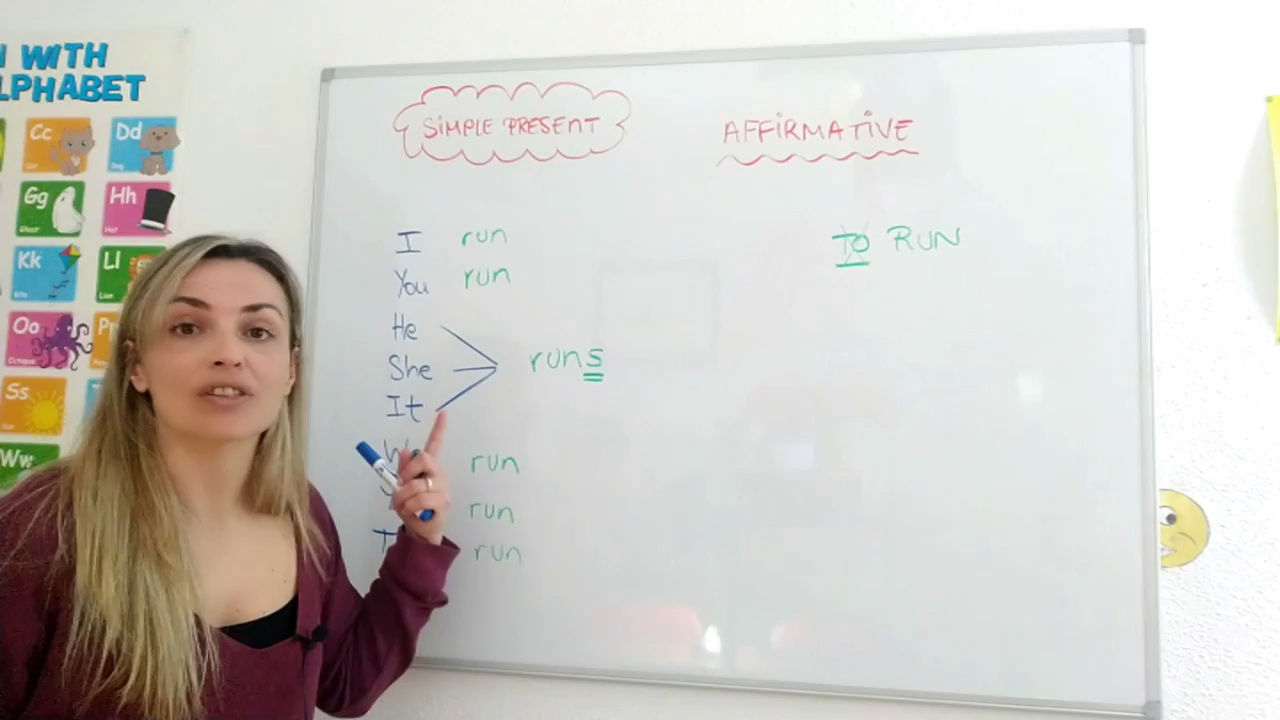 WITH
ALPHABET
Cc
Dd
Gg
Hh
Kk
Ll
Oo
Ss
Ww
SIMPLE PRESENT
AFFIRMATIVE
I run
You run
He
She
It
runs
run
run
run
TO RUN